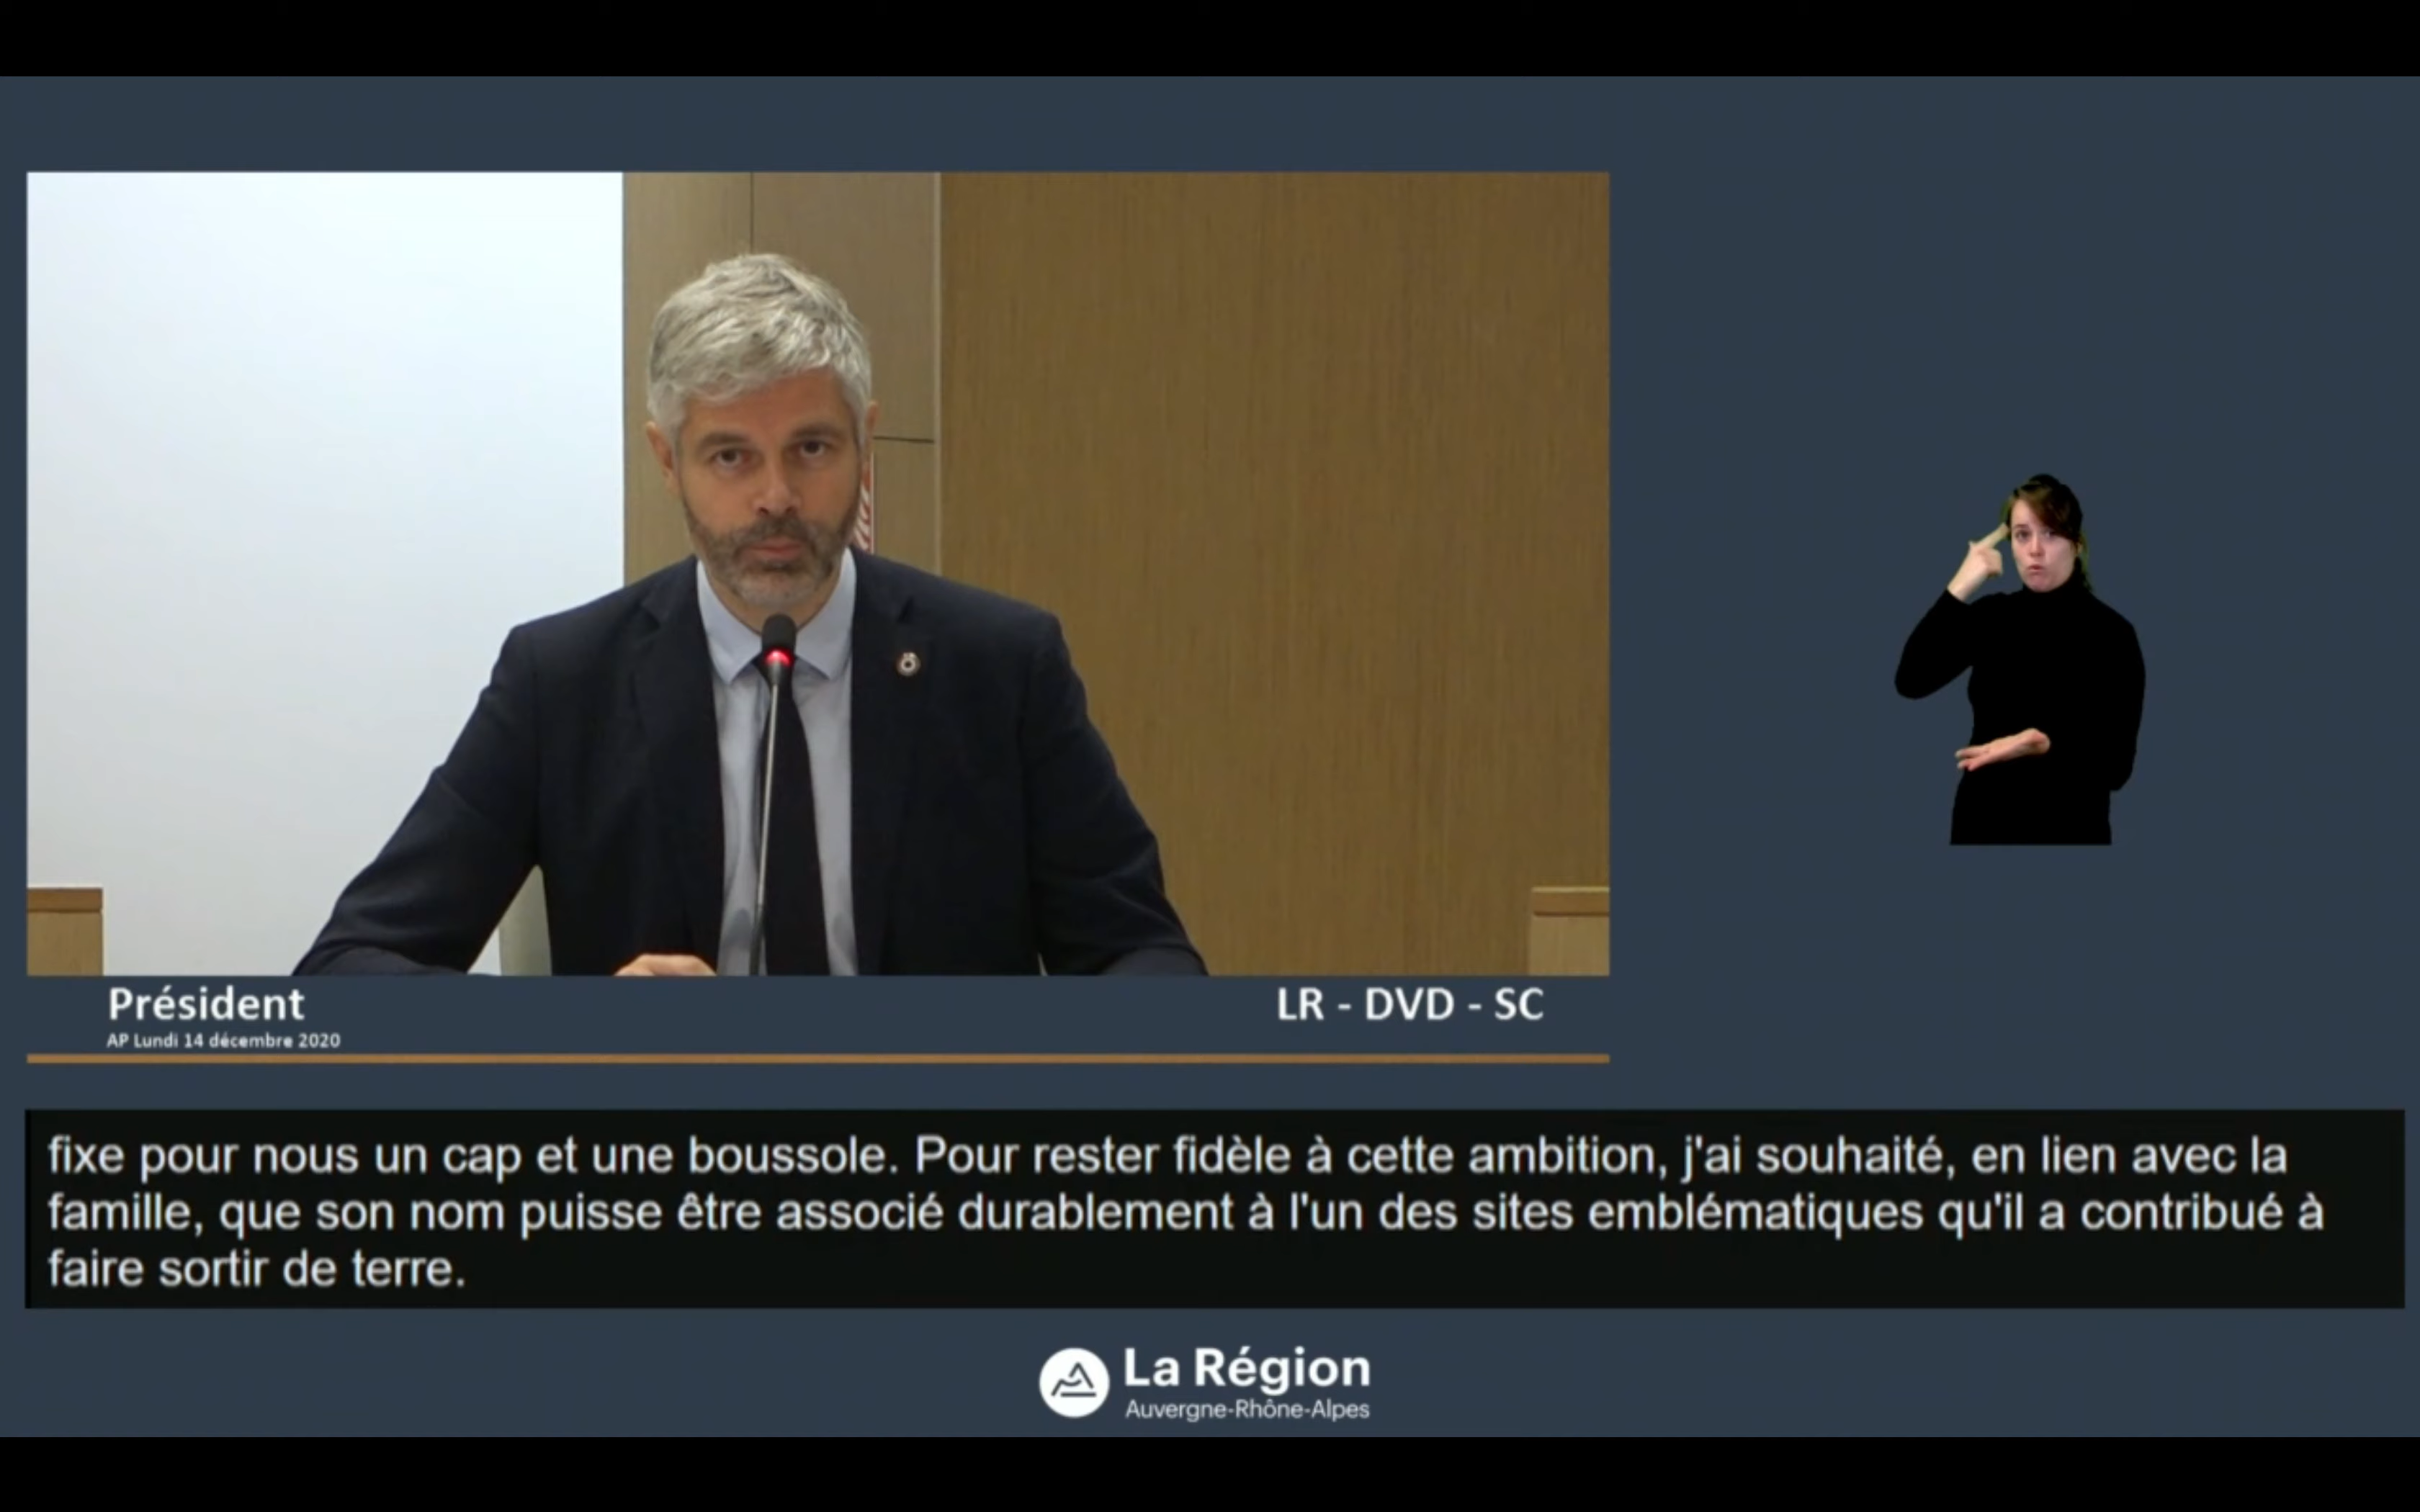 Président
LR - DVD - SC
AP Lundi 14 décembre 2020
fixe pour nous un cap et une boussole. Pour rester fidèle à cette ambition, j'ai souhaité, en lien avec la
famille, que son nom puisse être associé durablement à l'un des sites emblématiques qu'il a contribué à
faire sortir de terre.
La Région
Auvergne-Rhône-Alpes